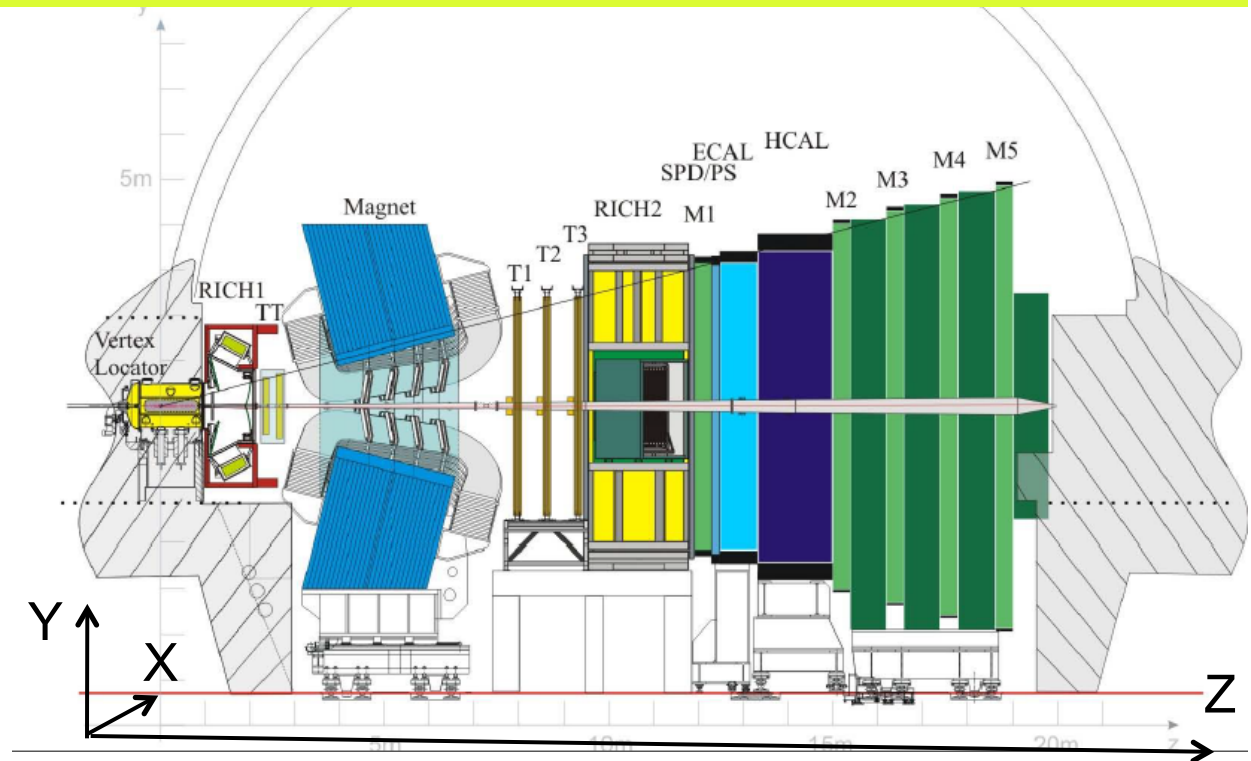 y
5m
HCAL
ECAL
SPD/PS
M5
M4
M3
M2
M1
RICH2
Magnet
T3
T2
T1
RICH1
TT
Vertex
Locator
Y
X
Z
5m
10m
15m
20m
z